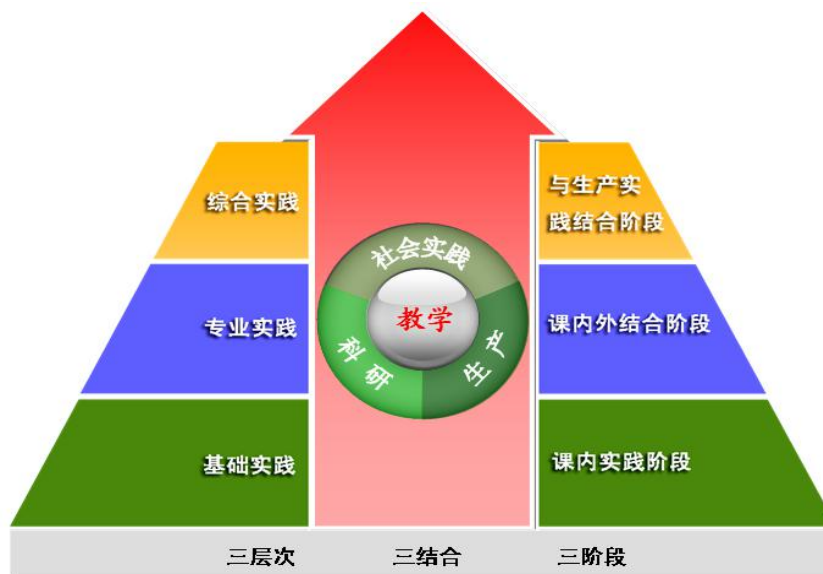 综合实践
与生产实
践结合阶段
社会实践
教学
科研
生产
专业实践
课内外结合阶段
基础实践
课内实践阶段
三层次
三结合
三阶段